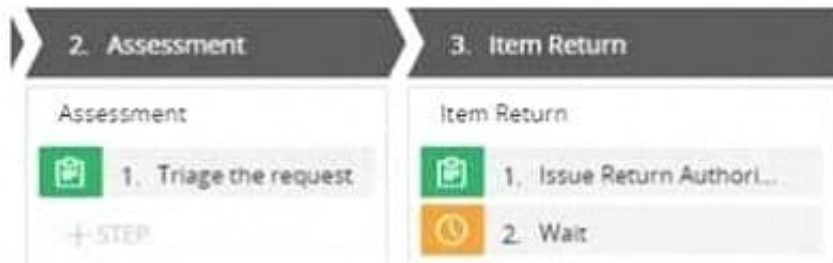 2. Assessment
3. Item Return
Assessment
1. Triage the request
+ STEP
Item Return
1. Issue Return Authori...
2. Wait